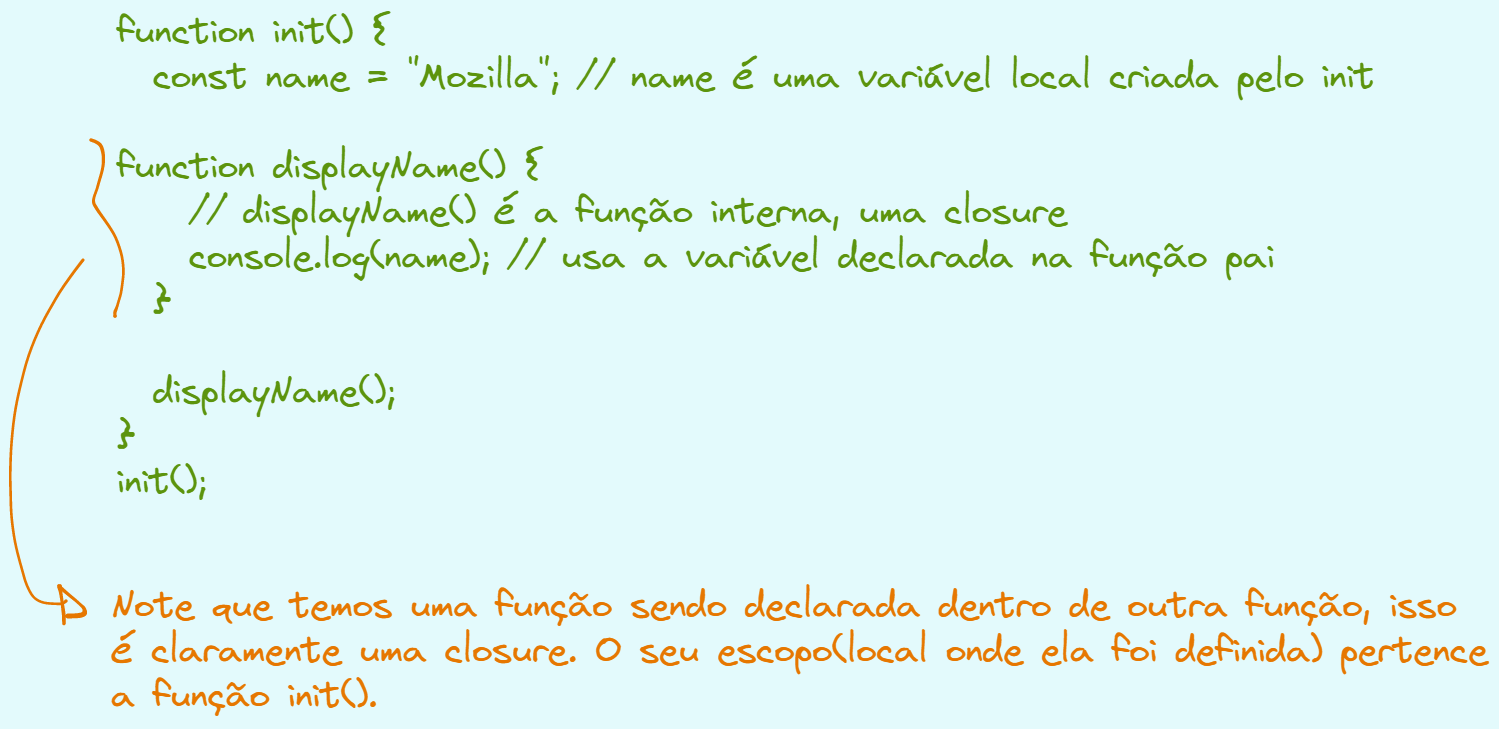 function init() {
const name = "Mozilla"; // name é uma variável local criada pelo init
function displayName() {
// displayName() é a função interna, uma closure
console.log(name); // usa a variável declarada na função pai
}
displayName();
}
init();
Note que temos uma função sendo declarada dentro de outra função, isso
é claramente uma closure. O seu escopo(local onde ela foi definida) pertence
a função init().